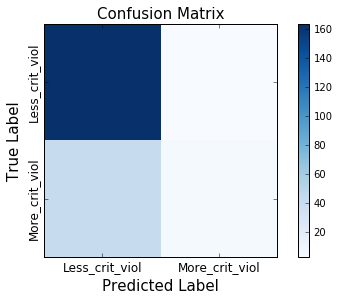 Confusion Matrix
True Label
Less_crit_viol
More_crit_viol
Less_crit_viol More_crit_viol
Predicted Label
160
140
120
100
80
60
40
20